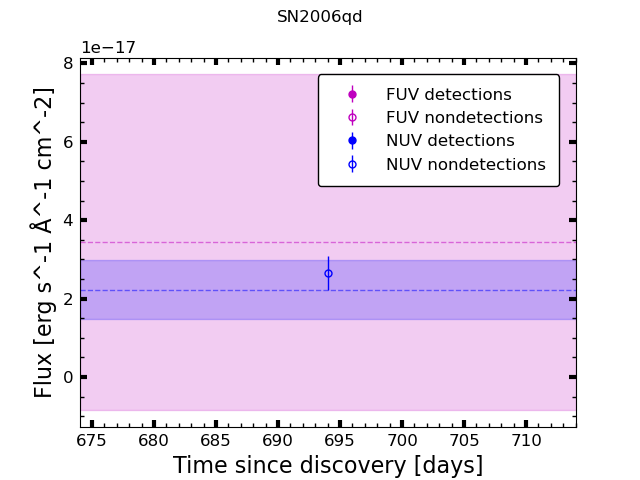 SN2006qd
1e−17
8
6
4
2
0
Flux [erg s^-1 Å^-1 cm^-2]
FUV detections
FUV nondetections
NUV detections
NUV nondetections
675 680 685 690 695 700 705 710
Time since discovery [days]